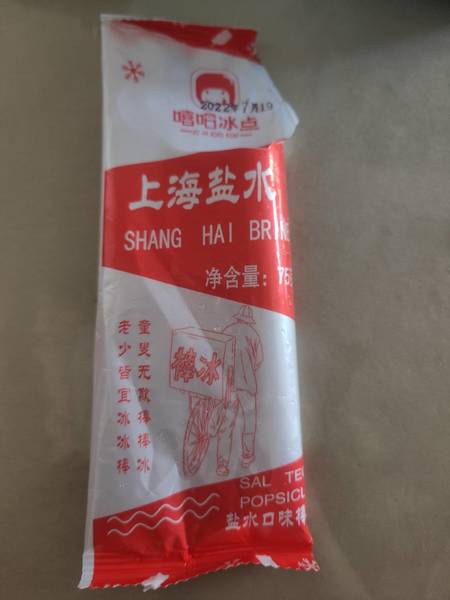 2022年7月19
嘻哈冰点
上海盐水
SHANG HAI BR
净含量: 75
童叟无欺棒棒冰
老少皆宜冰冰棒
棒冰
SAL TE
POPSICL
盐水口味棒